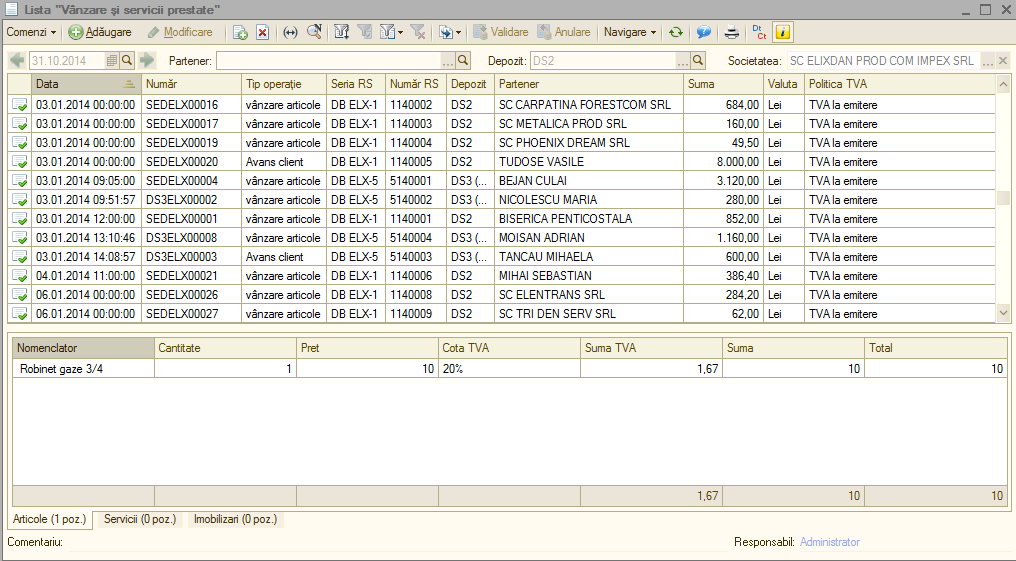 Lista "Vânzare și servicii prestate"
Comenzi Adăugare Modificare Validare Anulare Navigare Dt Ct
31.10.2014 Partener: Depozit: DS2 Societatea: SC ELIXDAN PROD COM IMPEX SRL
Data Număr Tip operație Seria RS Număr RS Depozit Partener Suma Valuta Politica TVA
03.01.2014 00:00:00 SEDELX00016 vânzare articole DB ELX-1 1140002 DS2 SC CARPATINA FORESTCOM SRL 684,00 Lei TVA la emitere
03.01.2014 00:00:00 SEDELX00017 vânzare articole DB ELX-1 1140003 DS2 SC METALICA PROD SRL 160,00 Lei TVA la emitere
03.01.2014 00:00:00 SEDELX00019 vânzare articole DB ELX-1 1140004 DS2 SC PHOENIX DREAM SRL 49,50 Lei TVA la emitere
03.01.2014 00:00:00 SEDELX00020 Avans client DB ELX-1 1140005 DS2 TUDOSE VASILE 8.000,00 Lei TVA la emitere
03.01.2014 09:05:00 SEDELX00004 vânzare articole DB ELX-5 5140001 DS3 (... BEJAN CULAI 3.120,00 Lei TVA la emitere
03.01.2014 09:51:57 DS3ELX00002 vânzare articole DB ELX-5 5140002 DS3 (... NICOLESCU MARIA 280,00 Lei TVA la emitere
03.01.2014 12:00:00 SEDELX00001 vânzare articole DB ELX-1 1140001 DS2 BISERICA PENTICOSTALA 852,00 Lei TVA la emitere
03.01.2014 13:10:46 DS3ELX00008 vânzare articole DB ELX-5 5140004 DS3 (... MOISAN ADRIAN 1.160,00 Lei TVA la emitere
03.01.2014 14:08:57 DS3ELX00003 Avans client DB ELX-5 5140003 DS3 (... TANCAU MIHAELA 600,00 Lei TVA la emitere
04.01.2014 11:00:00 SEDELX00021 vânzare articole DB ELX-1 1140006 DS2 MIHAI SEBASTIAN 386,40 Lei TVA la emitere
06.01.2014 00:00:00 SEDELX00026 vânzare articole DB ELX-1 1140008 DS2 SC ELENTRANS SRL 284,20 Lei TVA la emitere
06.01.2014 00:00:00 SEDELX00027 vânzare articole DB ELX-1 1140009 DS2 SC TRI DEN SERV SRL 62,00 Lei TVA la emitere
Nomenclator Cantitate Pret Cota TVA Suma TVA Suma Total
Robinet gaze 3/4 1 10 20% 1,67 10 10
1,67 10 10
Articole (1 poz.) Servicii (0 poz.) Imobilizari (0 poz.)
Comentariu: Responsabil: Administrator